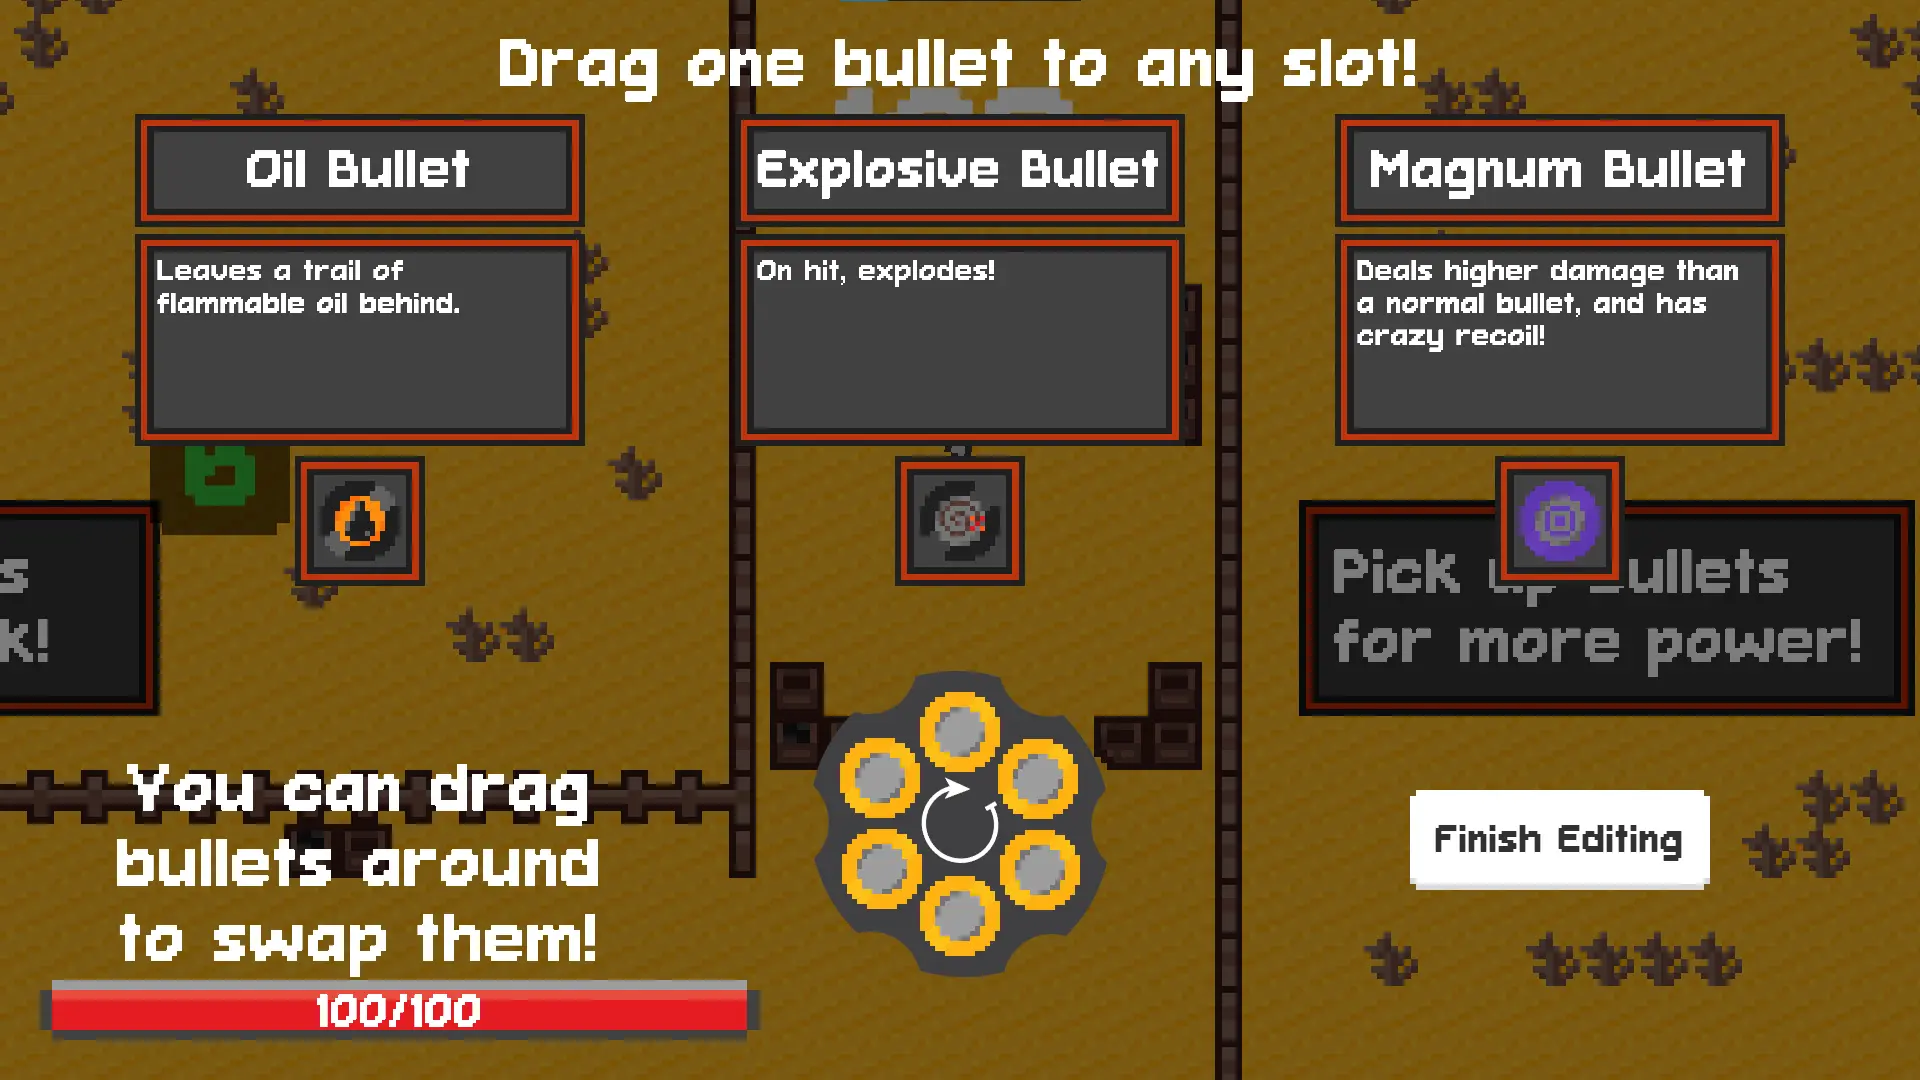 Drag one bullet to any slot!
Oil Bullet
Leaves a trail of
flammable oil behind.
Explosive Bullet
On hit, explodes!
Magnum Bullet
Deals higher damage than
a normal bullet, and has
crazy recoil!
s
k!
Pick up bullets
for more power!
You can drag
bullets around
to swap them!
Finish Editing
100/100